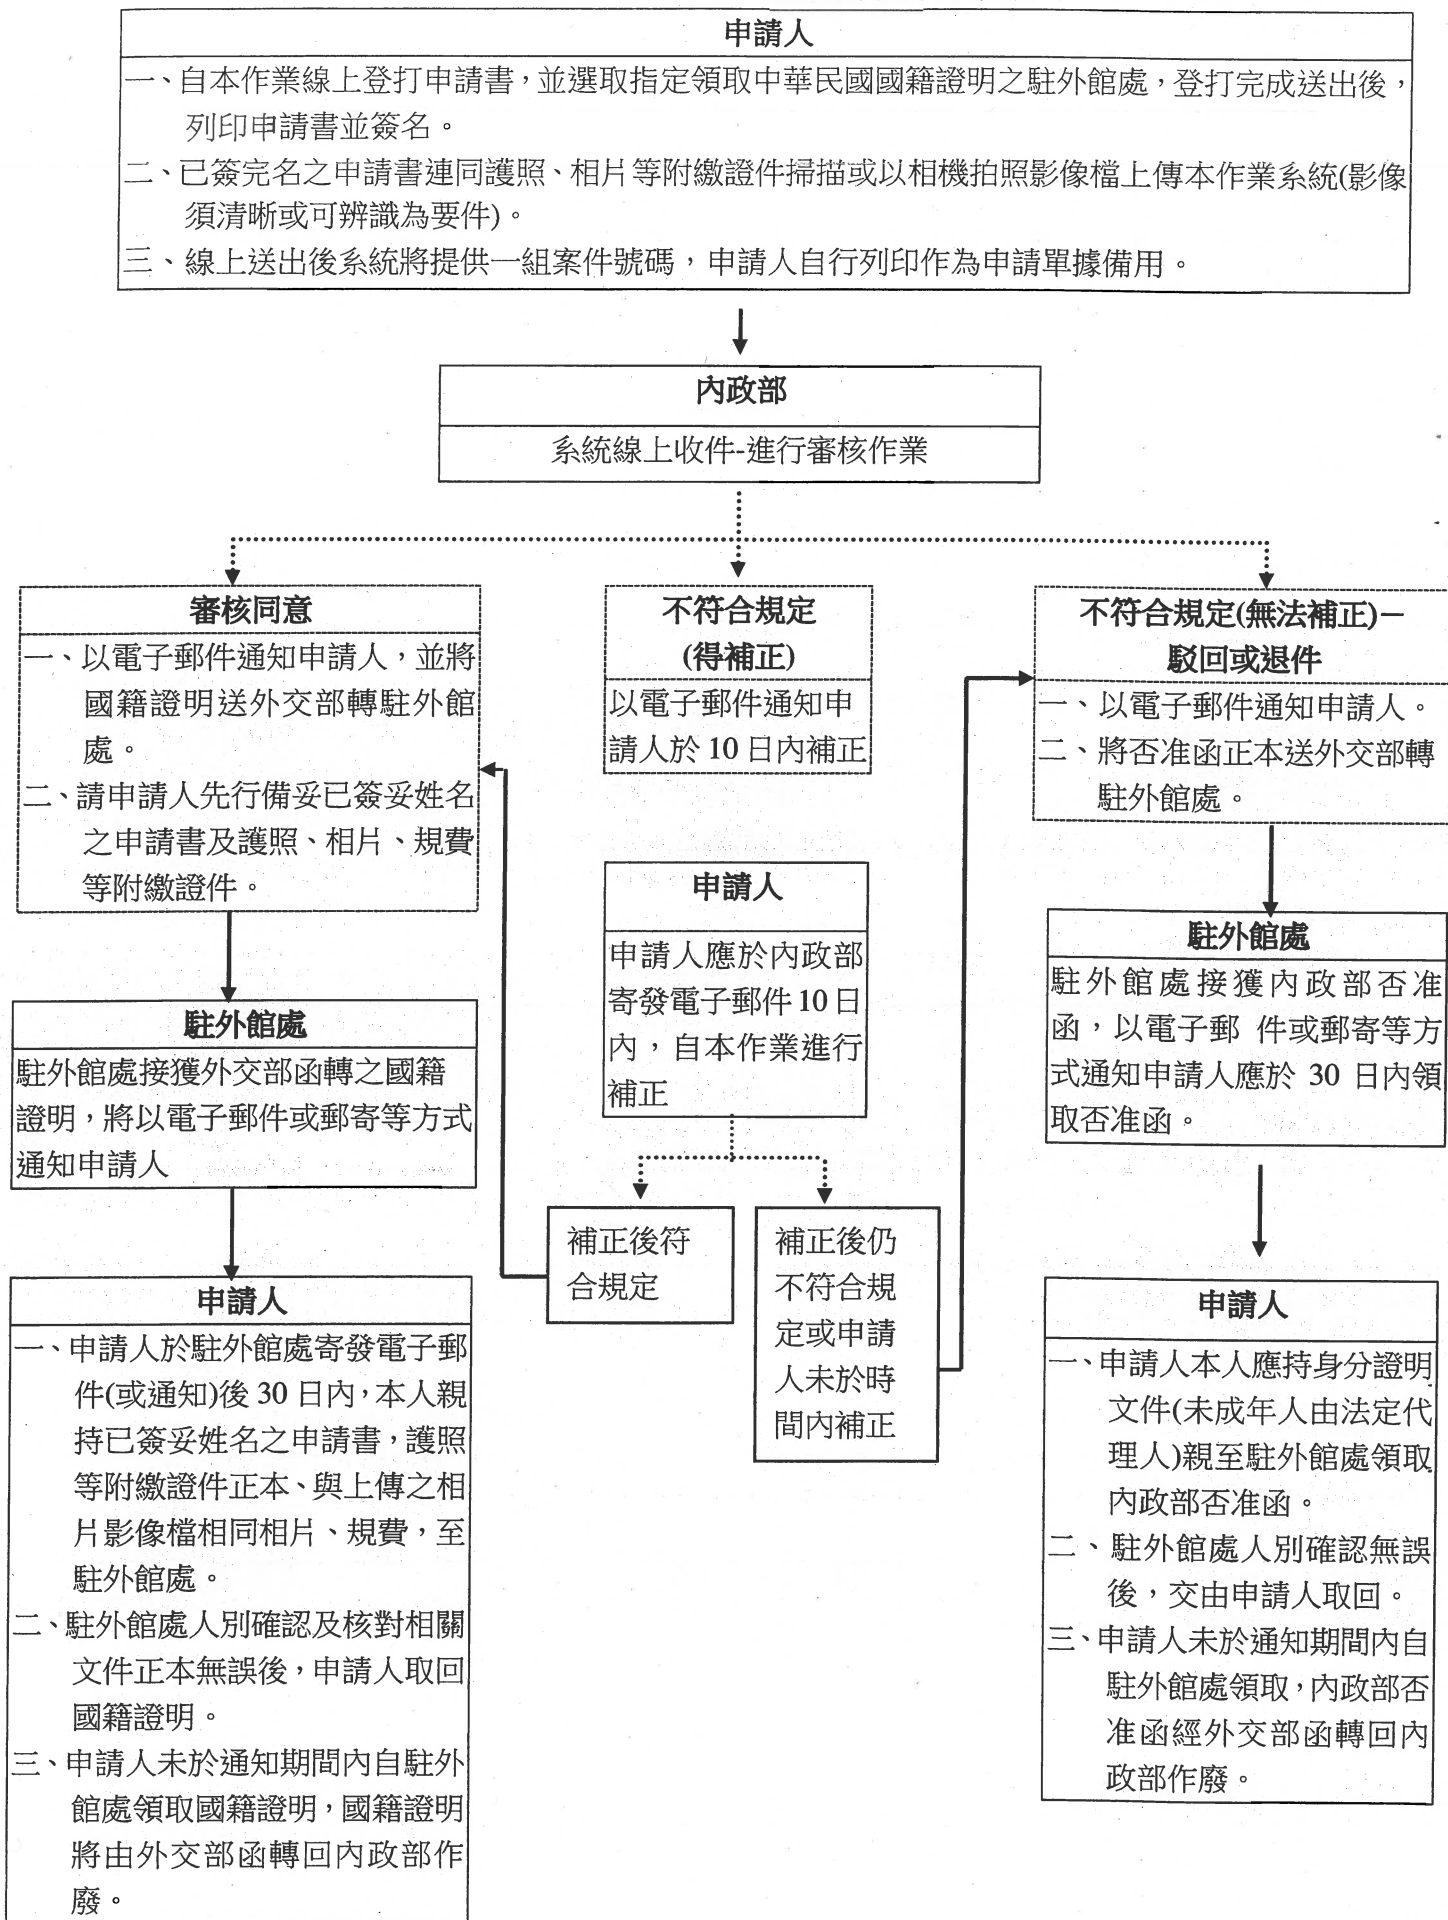 申請人
一、自本作業線上登打申請書，並選取指定領取中華民國國籍證明之駐外館處，登打完成送出後，
列印申請書並簽名。
二、已簽完名之申請書連同護照、相片等附繳證件掃描或以相機拍照影像檔上傳本作業系統(影像
須清晰或可辨識為要件)。
三、線上送出後系統將提供一組案件號碼，申請人自行列印作為申請單據備用。
內政部
系統線上收件-進行審核作業
審核同意
一、以電子郵件通知申請人，並將
國籍證明送外交部轉駐外館
處。
二、請申請人先行備妥已簽妥姓名
之申請書及護照、相片、規費
等附繳證件。
駐外館處
駐外館處接獲外交部函轉之國籍
證明，將以電子郵件或郵寄等方式
通知申請人
申請人
一、申請人於駐外館處寄發電子郵
件(或通知)後 30 日內，本人親
持已簽妥姓名之申請書，護照
等附繳證件正本、與上傳之相
片影像檔相同相片、規費，至
駐外館處。
二、駐外館處人別確認及核對相關
文件正本無誤後，申請人取回
國籍證明。
三、申請人未於通知期間內自駐外
館處領取國籍證明，國籍證明
將由外交部函轉回內政部作
廢。
不符合規定
(得補正)
以電子郵件通知申
請人於 10 日內補正
申請人
申請人應於內政部
寄發電子郵件 10 日
內，自本作業進行
補正
補正後符
合規定
補正後仍
不符合規
定或申請
人未於時
間內補正
不符合規定(無法補正)－
駁回或退件
一、以電子郵件通知申請人。
二、將否准函正本送外交部轉
駐外館處。
駐外館處
駐外館處接獲內政部否准
函，以電子郵 件或郵寄等方
式通知申請人應於 30 日內領
取否准函。
申請人
一、申請人本人應持身分證明
文件(未成年人由法定代
理人)親至駐外館處領取
內政部否准函。
二、駐外館處人別確認無誤
後，交由申請人取回。
三、申請人未於通知期間內自
駐外館處領取，內政部否
准函經外交部函轉回內
政部作廢。